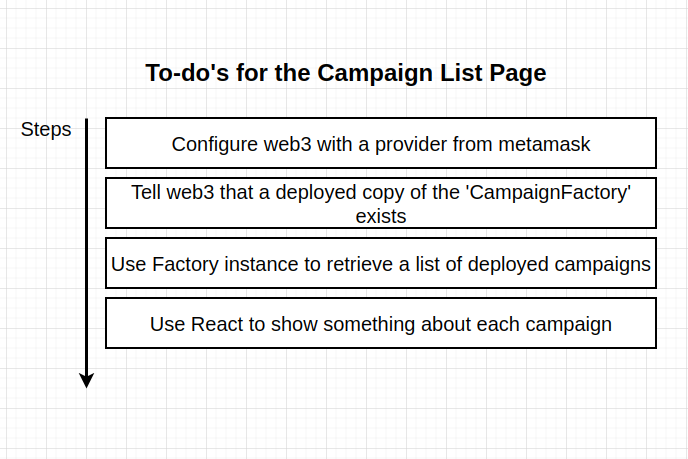 To-do's for the Campaign List Page
Steps
Configure web3 with a provider from metamask
Tell web3 that a deployed copy of the 'CampaignFactory'
exists
Use Factory instance to retrieve a list of deployed campaigns
Use React to show something about each campaign